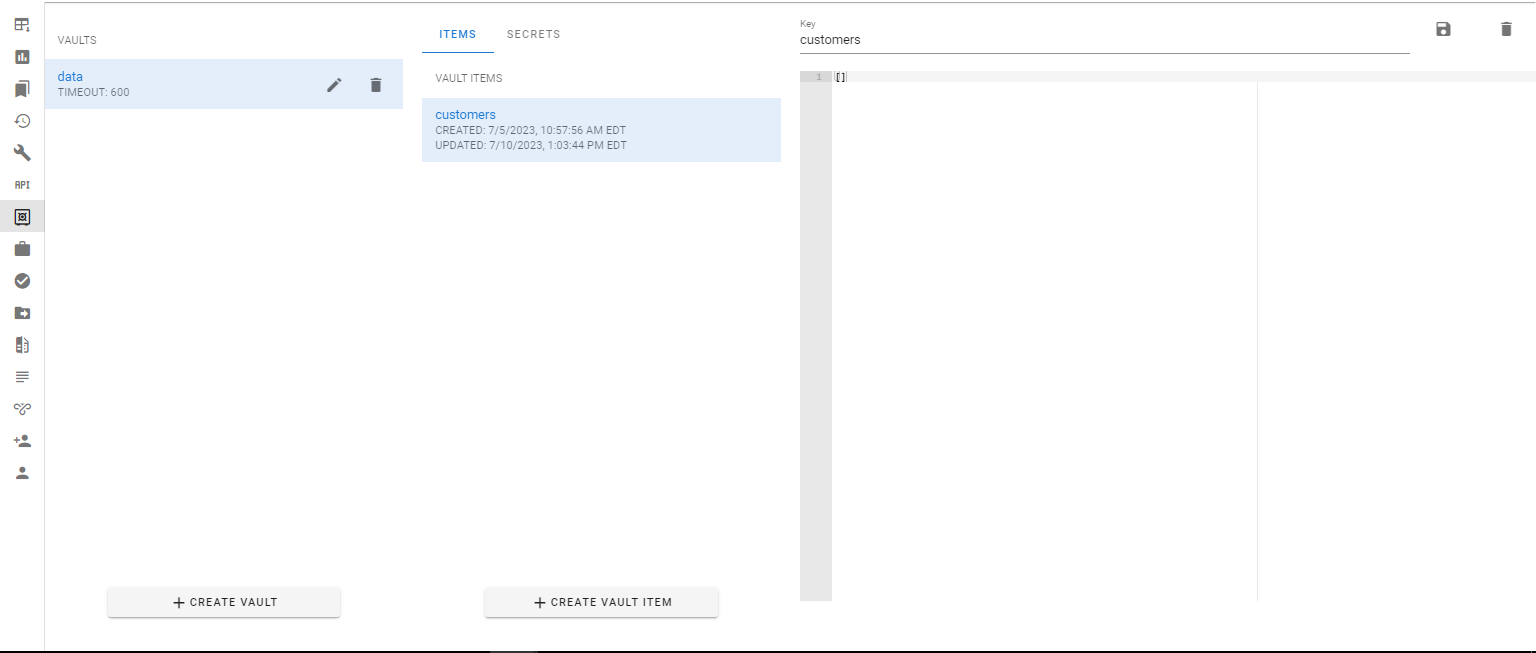 API
VAULTS
data
TIMEOUT: 600
CREATE VAULT
ITEMS SECRETS
VAULT ITEMS
customers
CREATED: 7/5/2023, 10:57:56 AM EDT
UPDATED: 7/10/2023, 1:03:44 PM EDT
CREATE VAULT ITEM
Key
customers
1 []